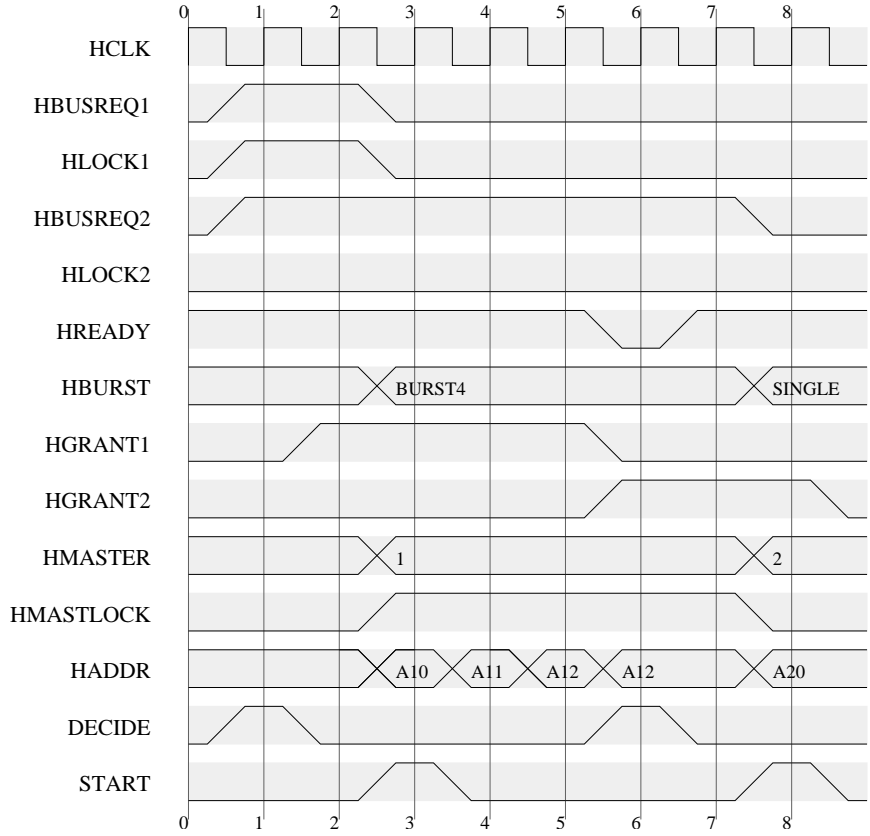 0 1 2 3 4 5 6 7 8
HCLK
HBUSREQ1
HLOCK1
HBUSREQ2
HLOCK2
HREADY
HBURST BURST4 SINGLE
HGRANT1
HGRANT2
HMASTER 1 2
HMASTLOCK
HADDR A10 A11 A12 A12 A20
DECIDE
START
0 1 2 3 4 5 6 7 8